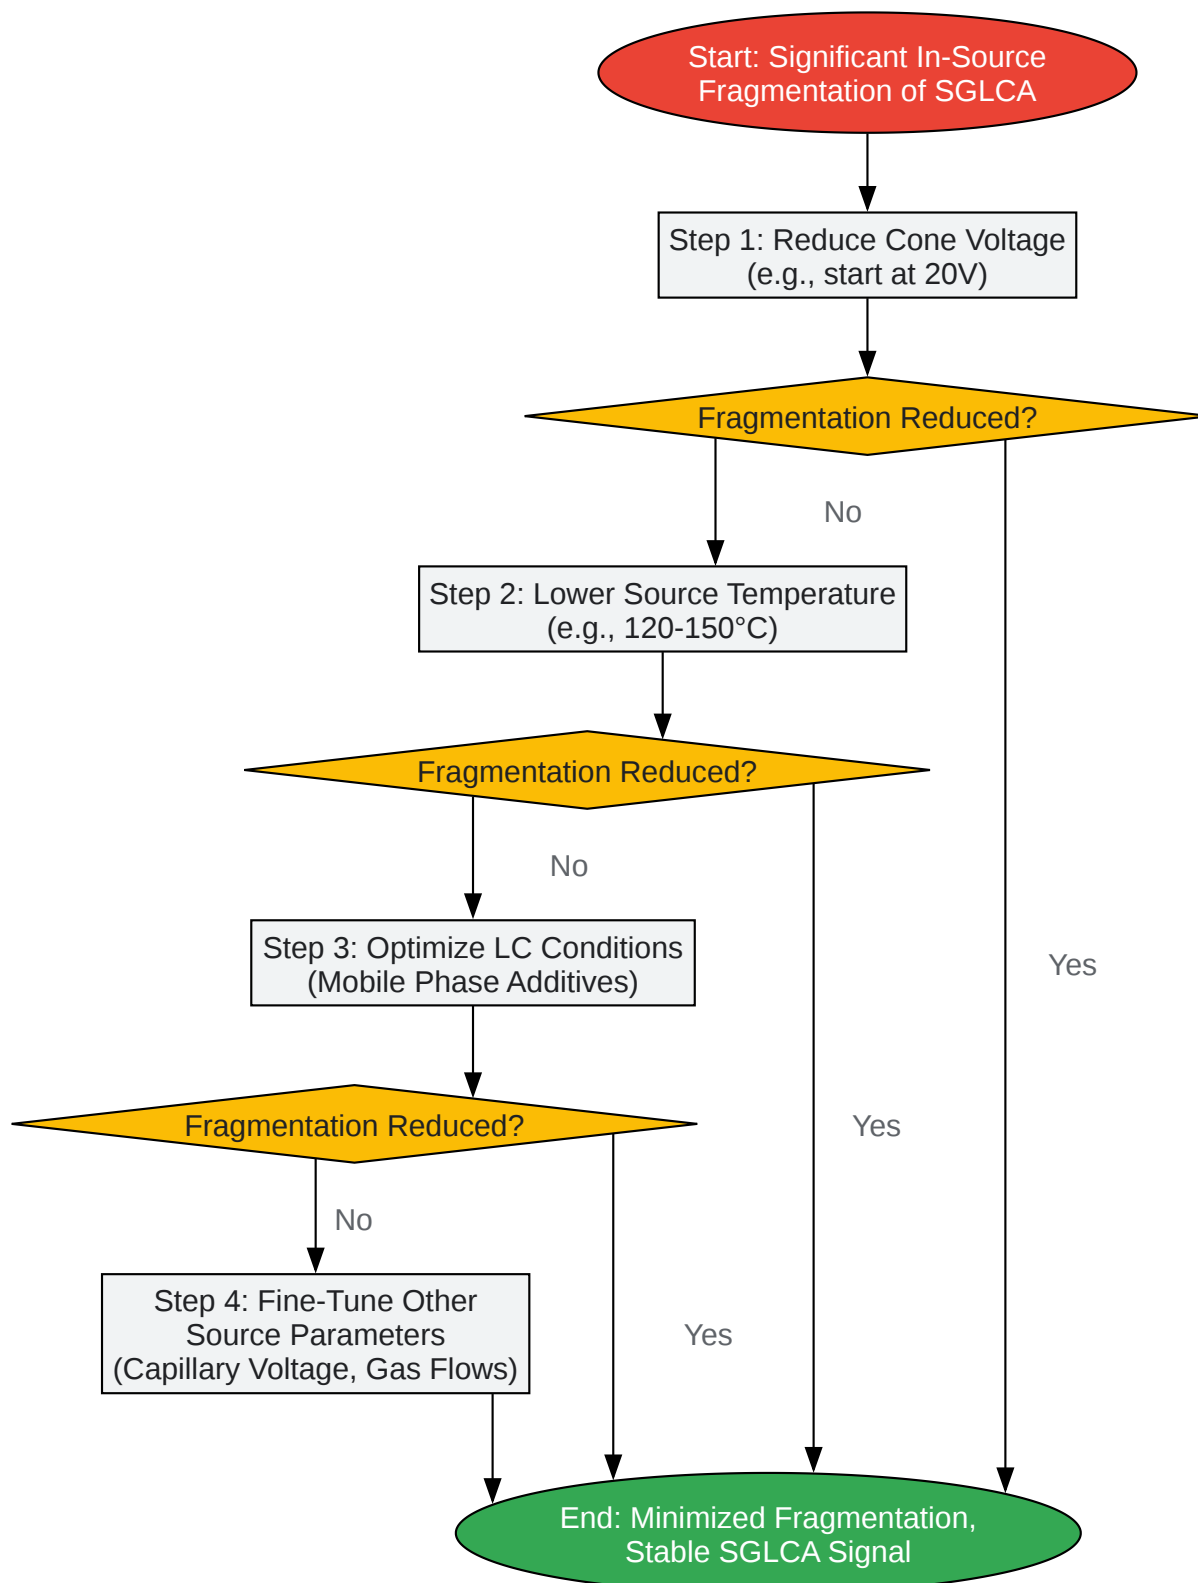 Start: Significant In-Source
Fragmentation of SGLCA
Step 1: Reduce Cone Voltage
(e.g., start at 20V)
Fragmentation Reduced?
No
Step 2: Lower Source Temperature
(e.g., 120-150°C)
Fragmentation Reduced?
No
Step 3: Optimize LC Conditions
(Mobile Phase Additives)
Yes
Fragmentation Reduced?
Yes
No
Step 4: Fine-Tune Other
Source Parameters
(Capillary Voltage, Gas Flows)
Yes
End: Minimized Fragmentation,
Stable SGLCA Signal